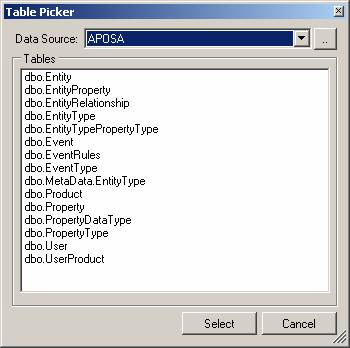 Table Picker
Data Source: APOSA ..
Tables
dbo.Entity
dbo.EntityProperty
dbo.EntityRelationship
dbo.EntityType
dbo.EntityTypePropertyType
dbo.Event
dbo.EventRules
dbo.EventType
dbo.MetaData.EntityType
dbo.Product
dbo.Property
dbo.PropertyDataType
dbo.PropertyType
dbo.User
dbo.UserProduct
Select Cancel